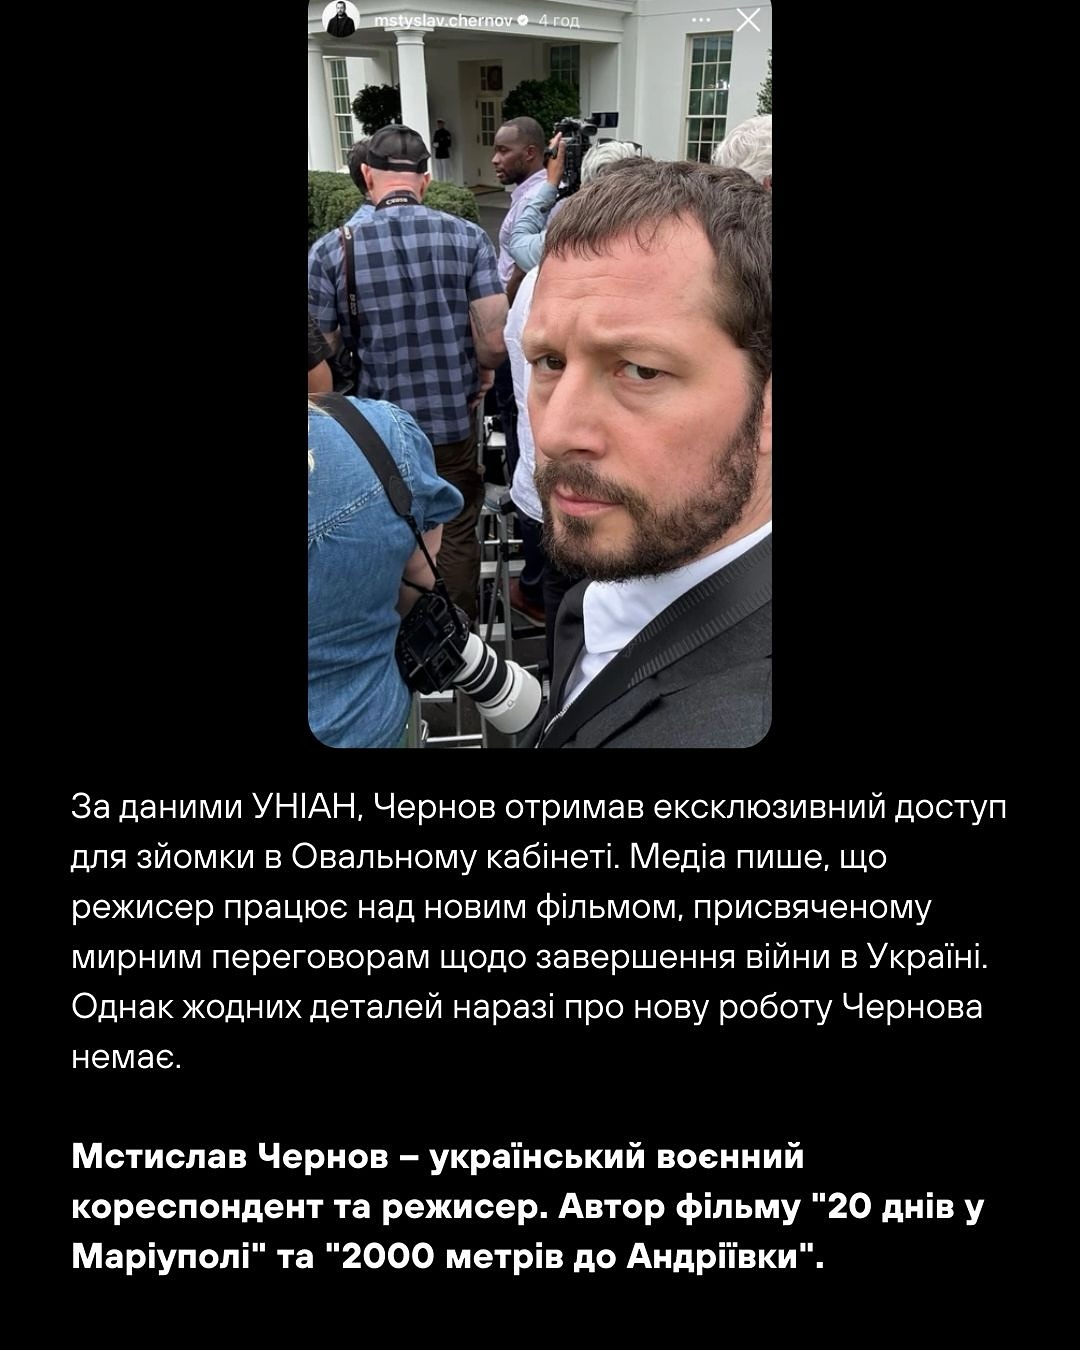 mstyslav.chernov 4 год
Canon
За даними УНІАН, Чернов отримав ексклюзивний доступ
для зйомки в Овальному кабінеті. Медіа пише, що
режисер працює над новим фільмом, присвяченому
мирним переговорам щодо завершення війни в Україні.
Однак жодних деталей наразі про нову роботу Чернова
немає.
Мстислав Чернов – український воєнний
кореспондент та режисер. Автор фільму "20 днів у
Маріуполі" та "2000 метрів до Андріївки".